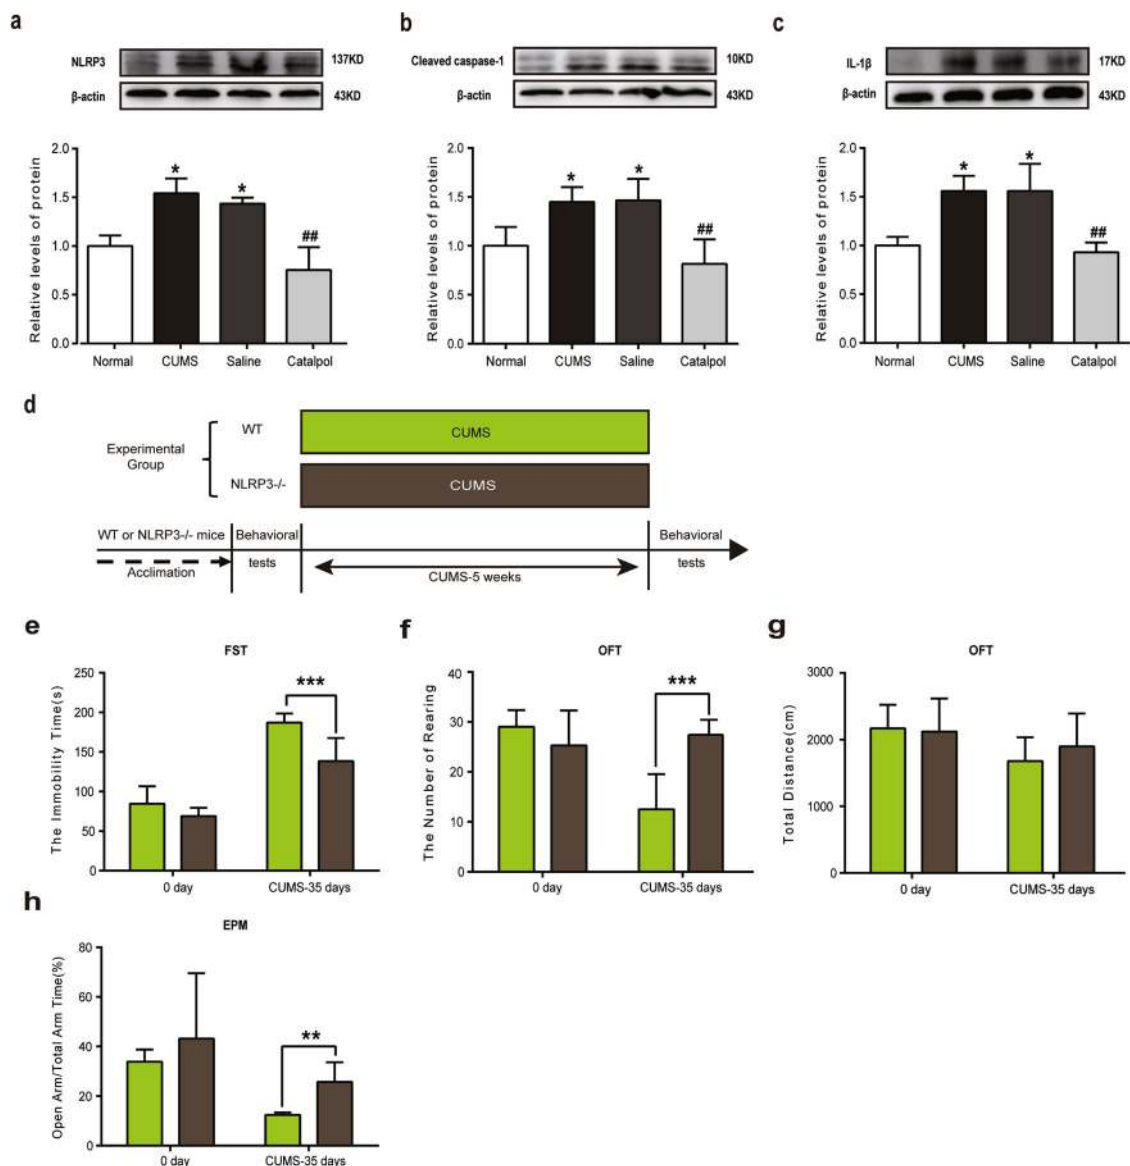 a
NLRP3
137KD
β-actin
43KD
Relative levels of protein
2.0
1.5
1.0
0.5
0.0
*
*
##
Normal CUMS Saline Catalpol
b
Cleaved caspase-1
10KD
β-actin
43KD
Relative levels of protein
2.0
1.5
1.0
0.5
0.0
*
*
##
Normal CUMS Saline Catalpol
c
IL-1β
17KD
β-actin
43KD
Relative levels of protein
2.0
1.5
1.0
0.5
0.0
*
*
##
Normal CUMS Saline Catalpol
d
Experimental
Group
WT
CUMS
NLRP3-/-
CUMS
WT or NLRP3-/- mice
Acclimation
Behavioral
tests
CUMS-5 weeks
Behavioral
tests
e
FST
The Immobility Time(s)
250
200
150
100
50
0
***
0 day CUMS-35 days
f
OFT
The Number of Rearing
40
30
20
10
0
***
0 day CUMS-35 days
g
OFT
Total Distance(cm)
3000
2000
1000
0
0 day CUMS-35 days
h
EPM
Open Arm/Total Arm Time(%)
80
60
40
20
0
**
0 day CUMS-35 days